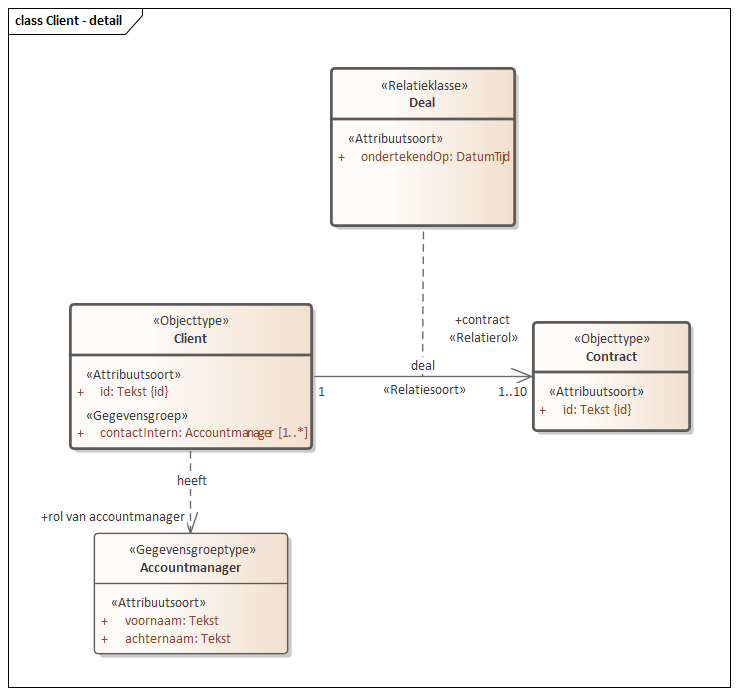 class Client - detail
«Relatieklasse»
Deal
«Attribuutsoort»
+ ondertekendOp: DatumTijd
«Objecttype»
Client
«Attribuutsoort»
+ id: Tekst {id}
«Gegevensgroep»
+ contactIntern: Accountmanager [1..*]
+contract
«Relatierol»
deal
1
«Relatiesoort»
1..10
«Objecttype»
Contract
«Attribuutsoort»
+ id: Tekst {id}
heeft
+rol van accountmanager
«Gegevensgroeptype»
Accountmanager
«Attribuutsoort»
+ voornaam: Tekst
+ achternaam: Tekst